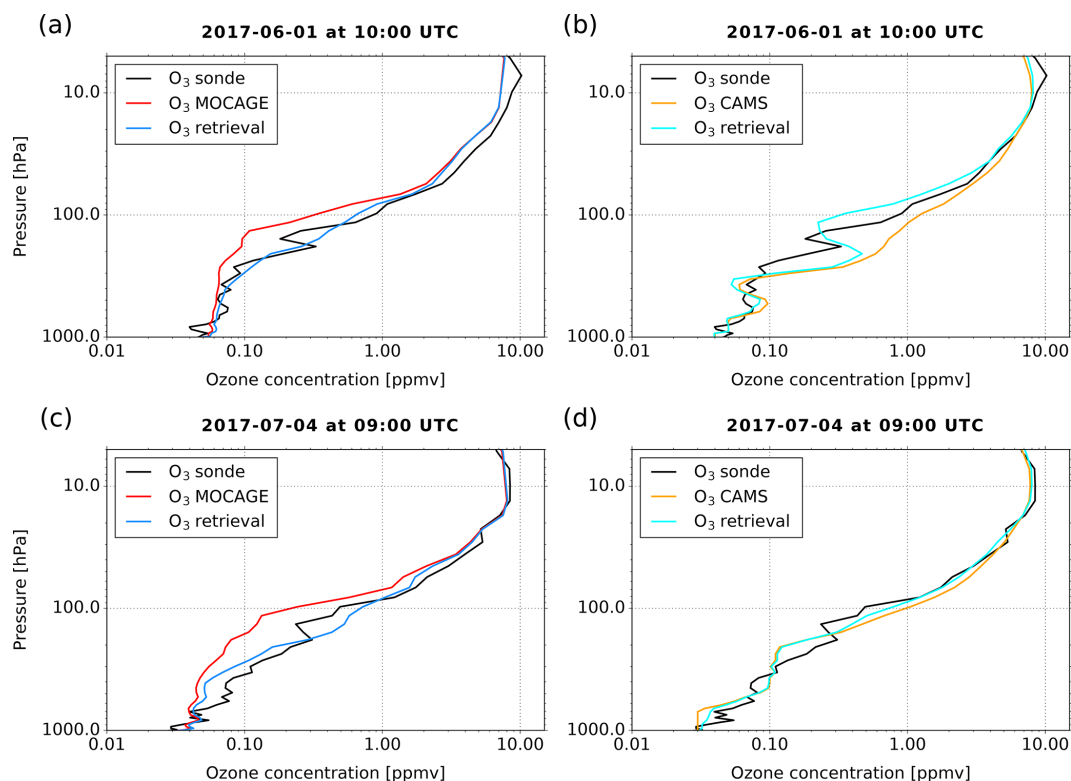 (a)
2017-06-01 at 10:00 UTC
O3 sonde
O3 MOCAGE
O3 retrieval
Pressure [hPa]
10.0
100.0
1000.0
0.01 0.10 1.00 10.00
Ozone concentration [ppmv]
(b)
2017-06-01 at 10:00 UTC
O3 sonde
O3 CAMS
O3 retrieval
10.0
100.0
1000.0
0.01 0.10 1.00 10.00
Ozone concentration [ppmv]
(c)
2017-07-04 at 09:00 UTC
O3 sonde
O3 MOCAGE
O3 retrieval
Pressure [hPa]
10.0
100.0
1000.0
0.01 0.10 1.00 10.00
Ozone concentration [ppmv]
(d)
2017-07-04 at 09:00 UTC
O3 sonde
O3 CAMS
O3 retrieval
10.0
100.0
1000.0
0.01 0.10 1.00 10.00
Ozone concentration [ppmv]